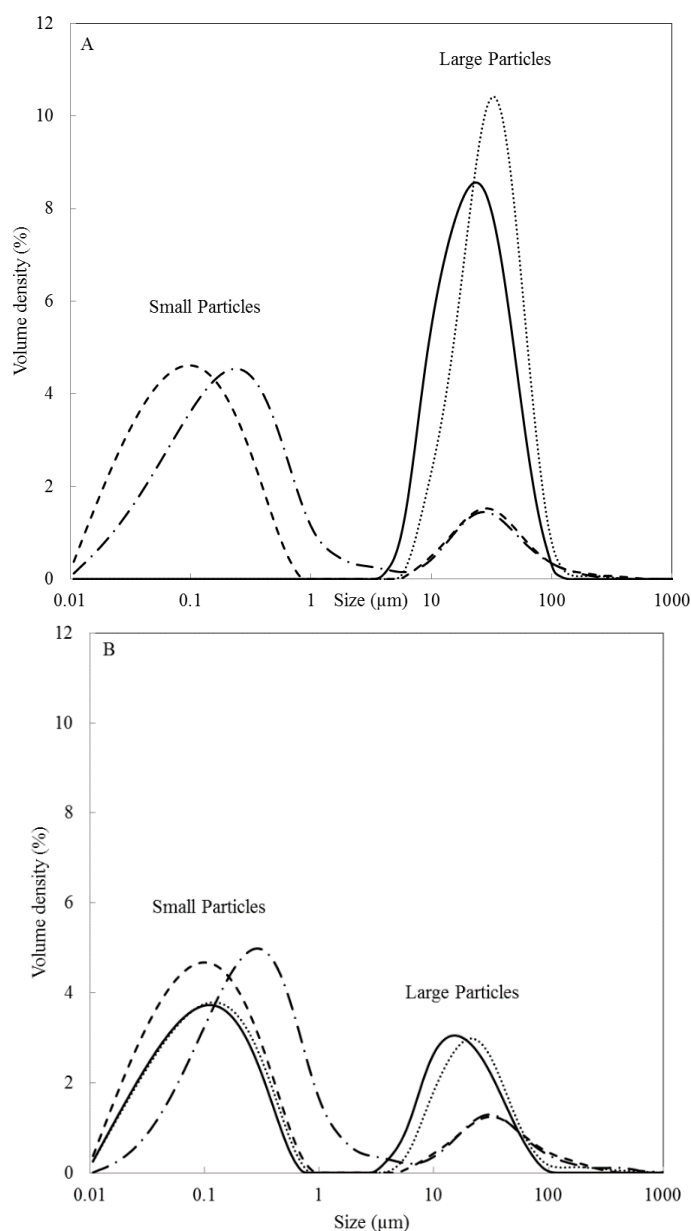 12
A
Large Particles
10
8
Volume density (%)
Small Particles
6
4
2
0
0.01 0.1 1 Size (µm) 10 100 1000
12
B
10
8
Volume density (%)
Small Particles
6
Large Particles
4
2
0
0.01 0.1 1 10 100 1000
Size (µm)